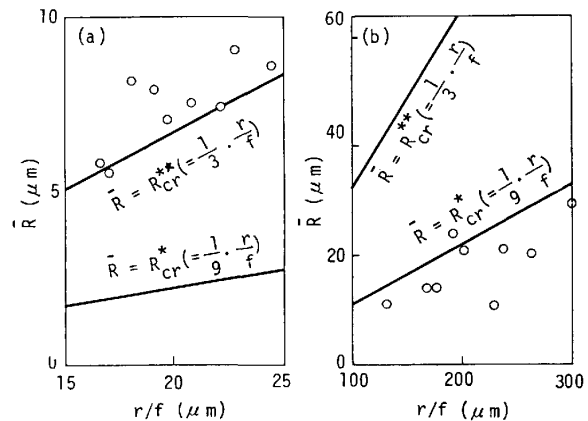 (a)
10
5
0
R̄ (μm)
R̄ = R**cr (= 1/3 · r/f)
R̄ = R*cr (= 1/9 · r/f)
15 20 25
r/f (μm)
(b)
60
40
20
0
R̄ (μm)
R̄ = R**cr (= 1/3 · r/f)
R̄ = R*cr (= 1/9 · r/f)
100 200 300
r/f (μm)